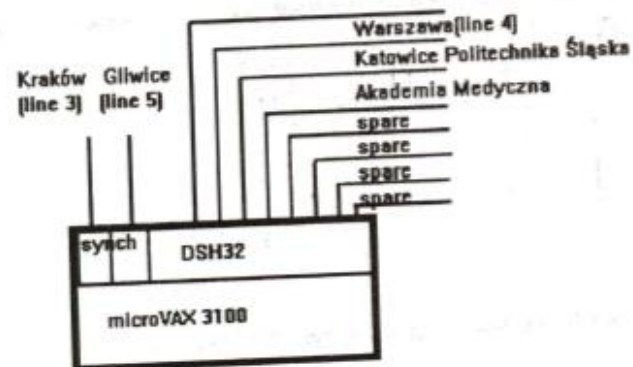 Warszawa(line 4)
Katowice Politechnika Śląska
Akademia Medyczna
spare
spare
spare
spare
Kraków Gliwice
(line 3) (line 5)
synch
DSH32
microVAX 3100